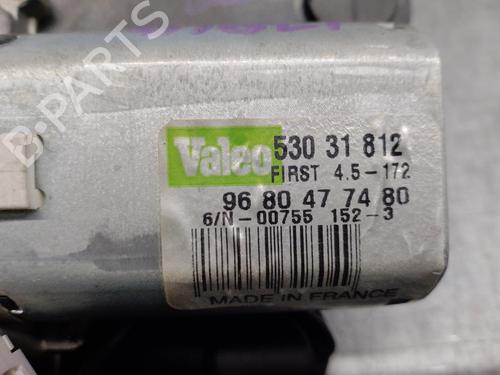 B-PARTS
Valeo 530 31 812
FIRST 4.5-172
96 80 47 74 80
6/N-00755 152-3
MADE IN FRANCE